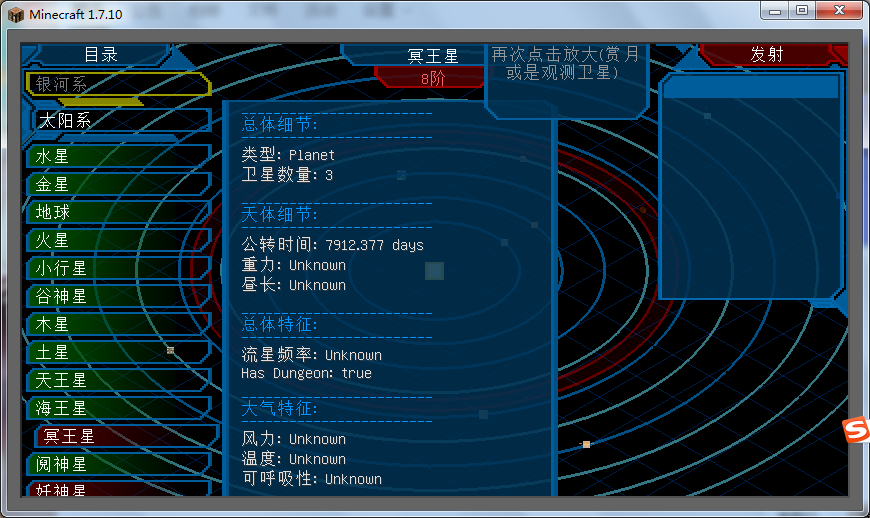 Minecraft 1.7.10
目录
冥王星
8阶
再次点击放大(赏月
或是观测卫星)
发射
银河系
太阳系
水星
金星
地球
火星
小行星
谷神星
木星
土星
天王星
海王星
冥王星
阋神星
妊神星
总体细节:
类型: Planet
卫星数量: 3
天体细节:
公转时间: 7912.377 days
重力: Unknown
昼长: Unknown
总体特征:
流星频率: Unknown
Has Dungeon: true
大气特征:
风力: Unknown
温度: Unknown
可呼吸性: Unknown
S